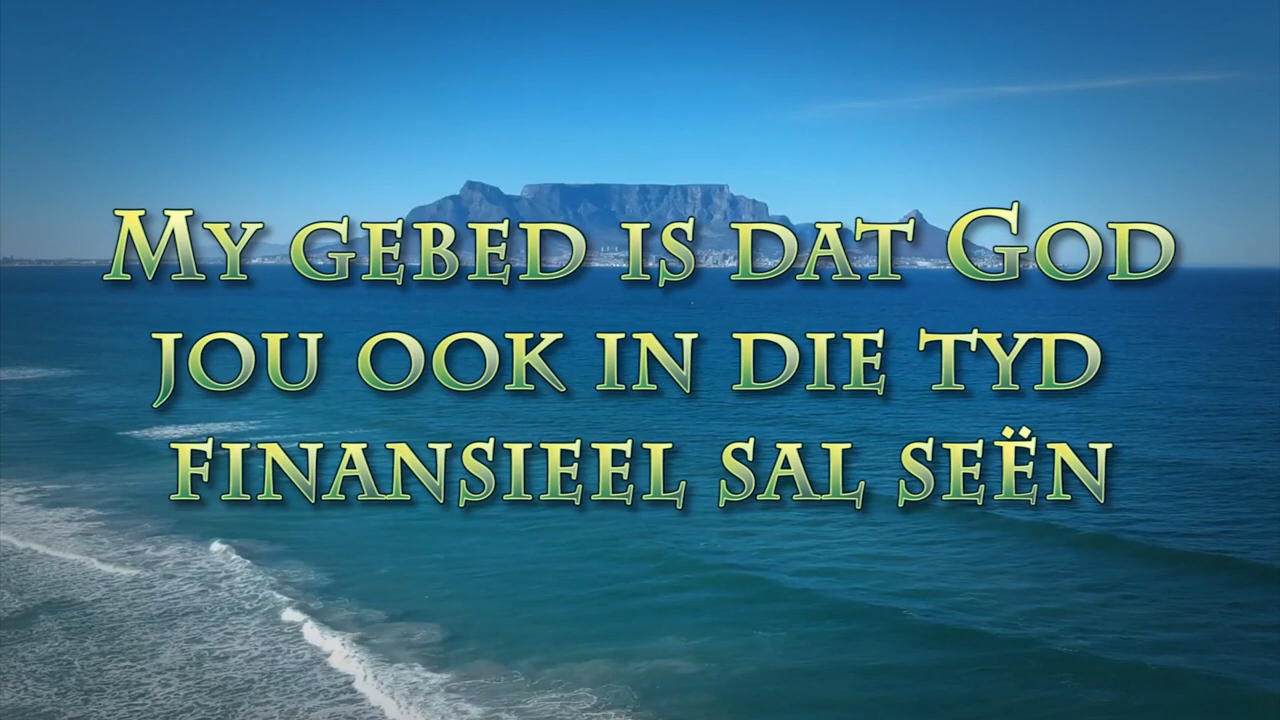 My gebed is dat God
jou ook in die tyd
finansieel sal seën